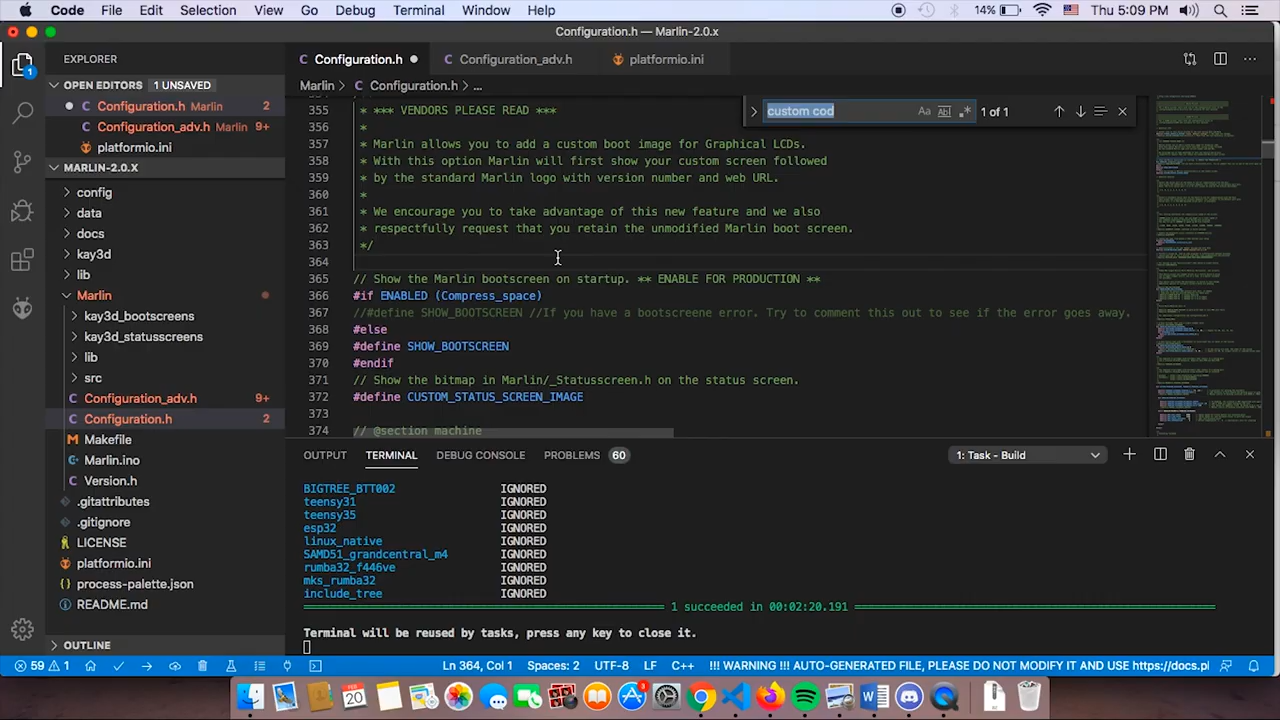 Code File Edit Selection View Go Debug Terminal Window Help 14% Thu 5:09 PM
Configuration.h — Marlin-2.0.x
EXPLORER
Configuration.h Configuration_adv.h platformio.ini
OPEN EDITORS 1 UNSAVED
Marlin Configuration.h ...
Configuration.h Marlin 2
Configuration_adv.h Marlin 9+
platformio.ini
MARLIN-2.0.X
config
data
docs
kay3d
lib
Marlin
kay3d_bootscreens
kay3d_statusscreens
lib
src
Configuration_adv.h 9+
Configuration.h 2
Makefile
Marlin.ino
Version.h
.gitattributes
.gitignore
LICENSE
platformio.ini
process-palette.json
README.md
OUTLINE
custom cod Aa Abl .* 1 of 1
355 * *** VENDORS PLEASE READ ***
356 *
357 * Marlin allows you to add a custom boot image for Graphical LCDs.
358 * With this option Marlin will first show your custom screen followed
359 * by the standard Marlin logo with version number and web URL.
360 *
361 * We encourage you to take advantage of this new feature and we also
362 * respectfully request that you retain the unmodified Marlin boot screen.
363 */
364
365 // Show the Marlin bootscreen on startup. ** ENABLE FOR PRODUCTION **
366 #if ENABLED (Compress_space)
367 //#define SHOW_BOTSCREEN //If you have a bootscreene error. Try to comment this out to see if the error goes away.
368 #else
369 #define SHOW_BOOTSCREEN
370 #endif
371 // Show the bitmap in Marlin/_Statusscreen.h on the status screen.
372 #define CUSTOM_STATUS_SCREEN_IMAGE
373
374 // @section machine
OUTPUT TERMINAL DEBUG CONSOLE PROBLEMS 60 1: Task - Build
BIGTREE_BTT002 IGNORED
teensy31 IGNORED
teensy35 IGNORED
esp32 IGNORED
linux_native IGNORED
SAMD51_grandcentral_m4 IGNORED
rumba32_f446ve IGNORED
mks_rumba32 IGNORED
include_tree IGNORED
1 succeeded in 00:02:20.191
Terminal will be reused by tasks, press any key to close it.
59 1 Ln 364, Col 1 Spaces: 2 UTF-8 LF C++ !!! WARNING !!! AUTO-GENERATED FILE, PLEASE DO NOT MODIFY IT AND USE https://docs.pl
FEB
20